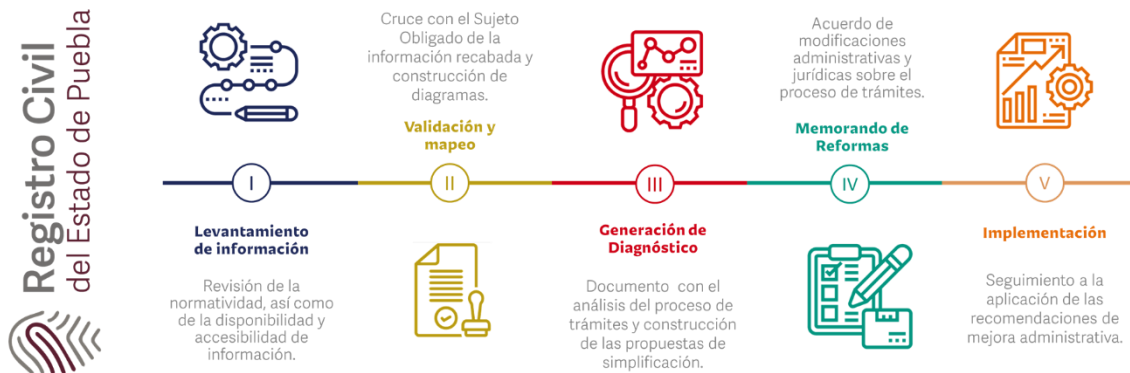 Registro Civil
del Estado de Puebla
I
Levantamiento
de información
Revisión de la
normatividad, así como
de la disponibilidad y
accesibilidad de
información.
Cruce con el Sujeto
Obligado de la
información recabada y
construcción de
diagramas.
Validación y
mapeo
II
III
Generación de
Diagnóstico
Documento con el
análisis del proceso de
trámites y construcción
de las propuestas de
simplificación.
Acuerdo de
modificaciones
administrativas y
jurídicas sobre el
proceso de trámites.
Memorando de
Reformas
IV
V
Implementación
Seguimiento a la
aplicación de las
recomendaciones de
mejora administrativa.